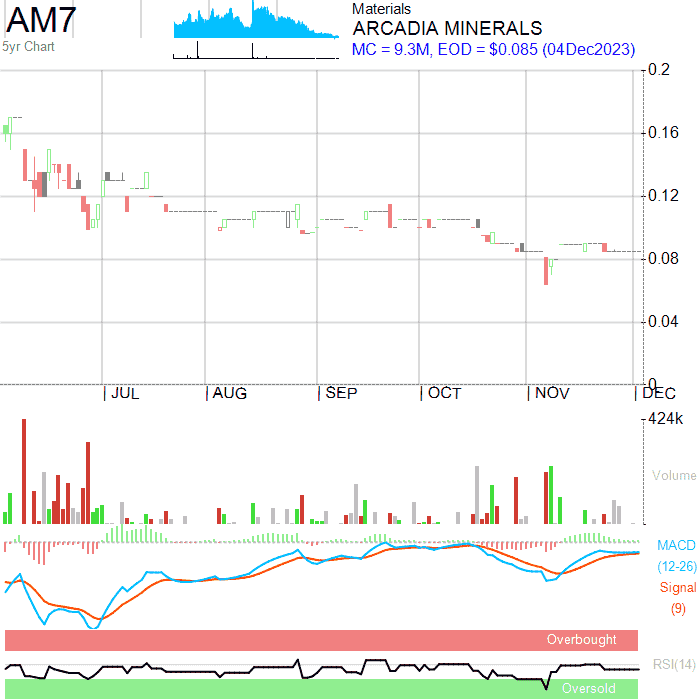 AM7
5yr Chart
Materials
ARCADIA MINERALS
MC = 9.3M, EOD = $0.085 (04Dec2023)
0.2
0.16
0.12
0.08
0.04
0
JUL AUG SEP OCT NOV DEC
424k
Volume
MACD
(12-26)
Signal
(9)
Overbought
RSI(14)
Oversold